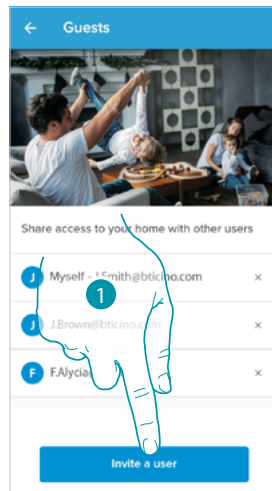 Guests
Share access to your home with other users
J Myself - J.Smith@bticino.com ×
1
J J.Brown@bticino.com ×
F F.Alycia ×
Invite a user